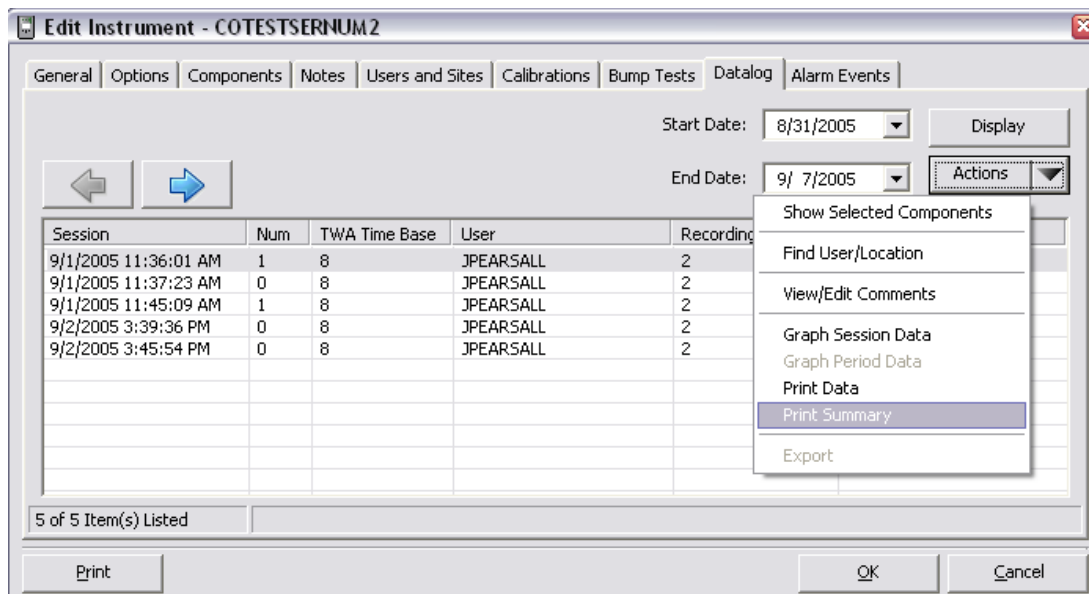 Edit Instrument - COTESTSERNUM2
General Options Components Notes Users and Sites Calibrations Bump Tests Datalog Alarm Events
Start Date: 8/31/2005 Display
End Date: 9/ 7/2005 Actions
Session Num TWA Time Base User Recording
9/1/2005 11:36:01 AM 1 8 JPEARSALL 2
9/1/2005 11:37:23 AM 0 8 JPEARSALL 2
9/1/2005 11:45:09 AM 1 8 JPEARSALL 2
9/2/2005 3:39:36 PM 0 8 JPEARSALL 2
9/2/2005 3:45:54 PM 0 8 JPEARSALL 2
Show Selected Components
Find User/Location
View/Edit Comments
Graph Session Data
Graph Period Data
Print Data
Print Summary
Export
5 of 5 Item(s) Listed
Print OK Cancel